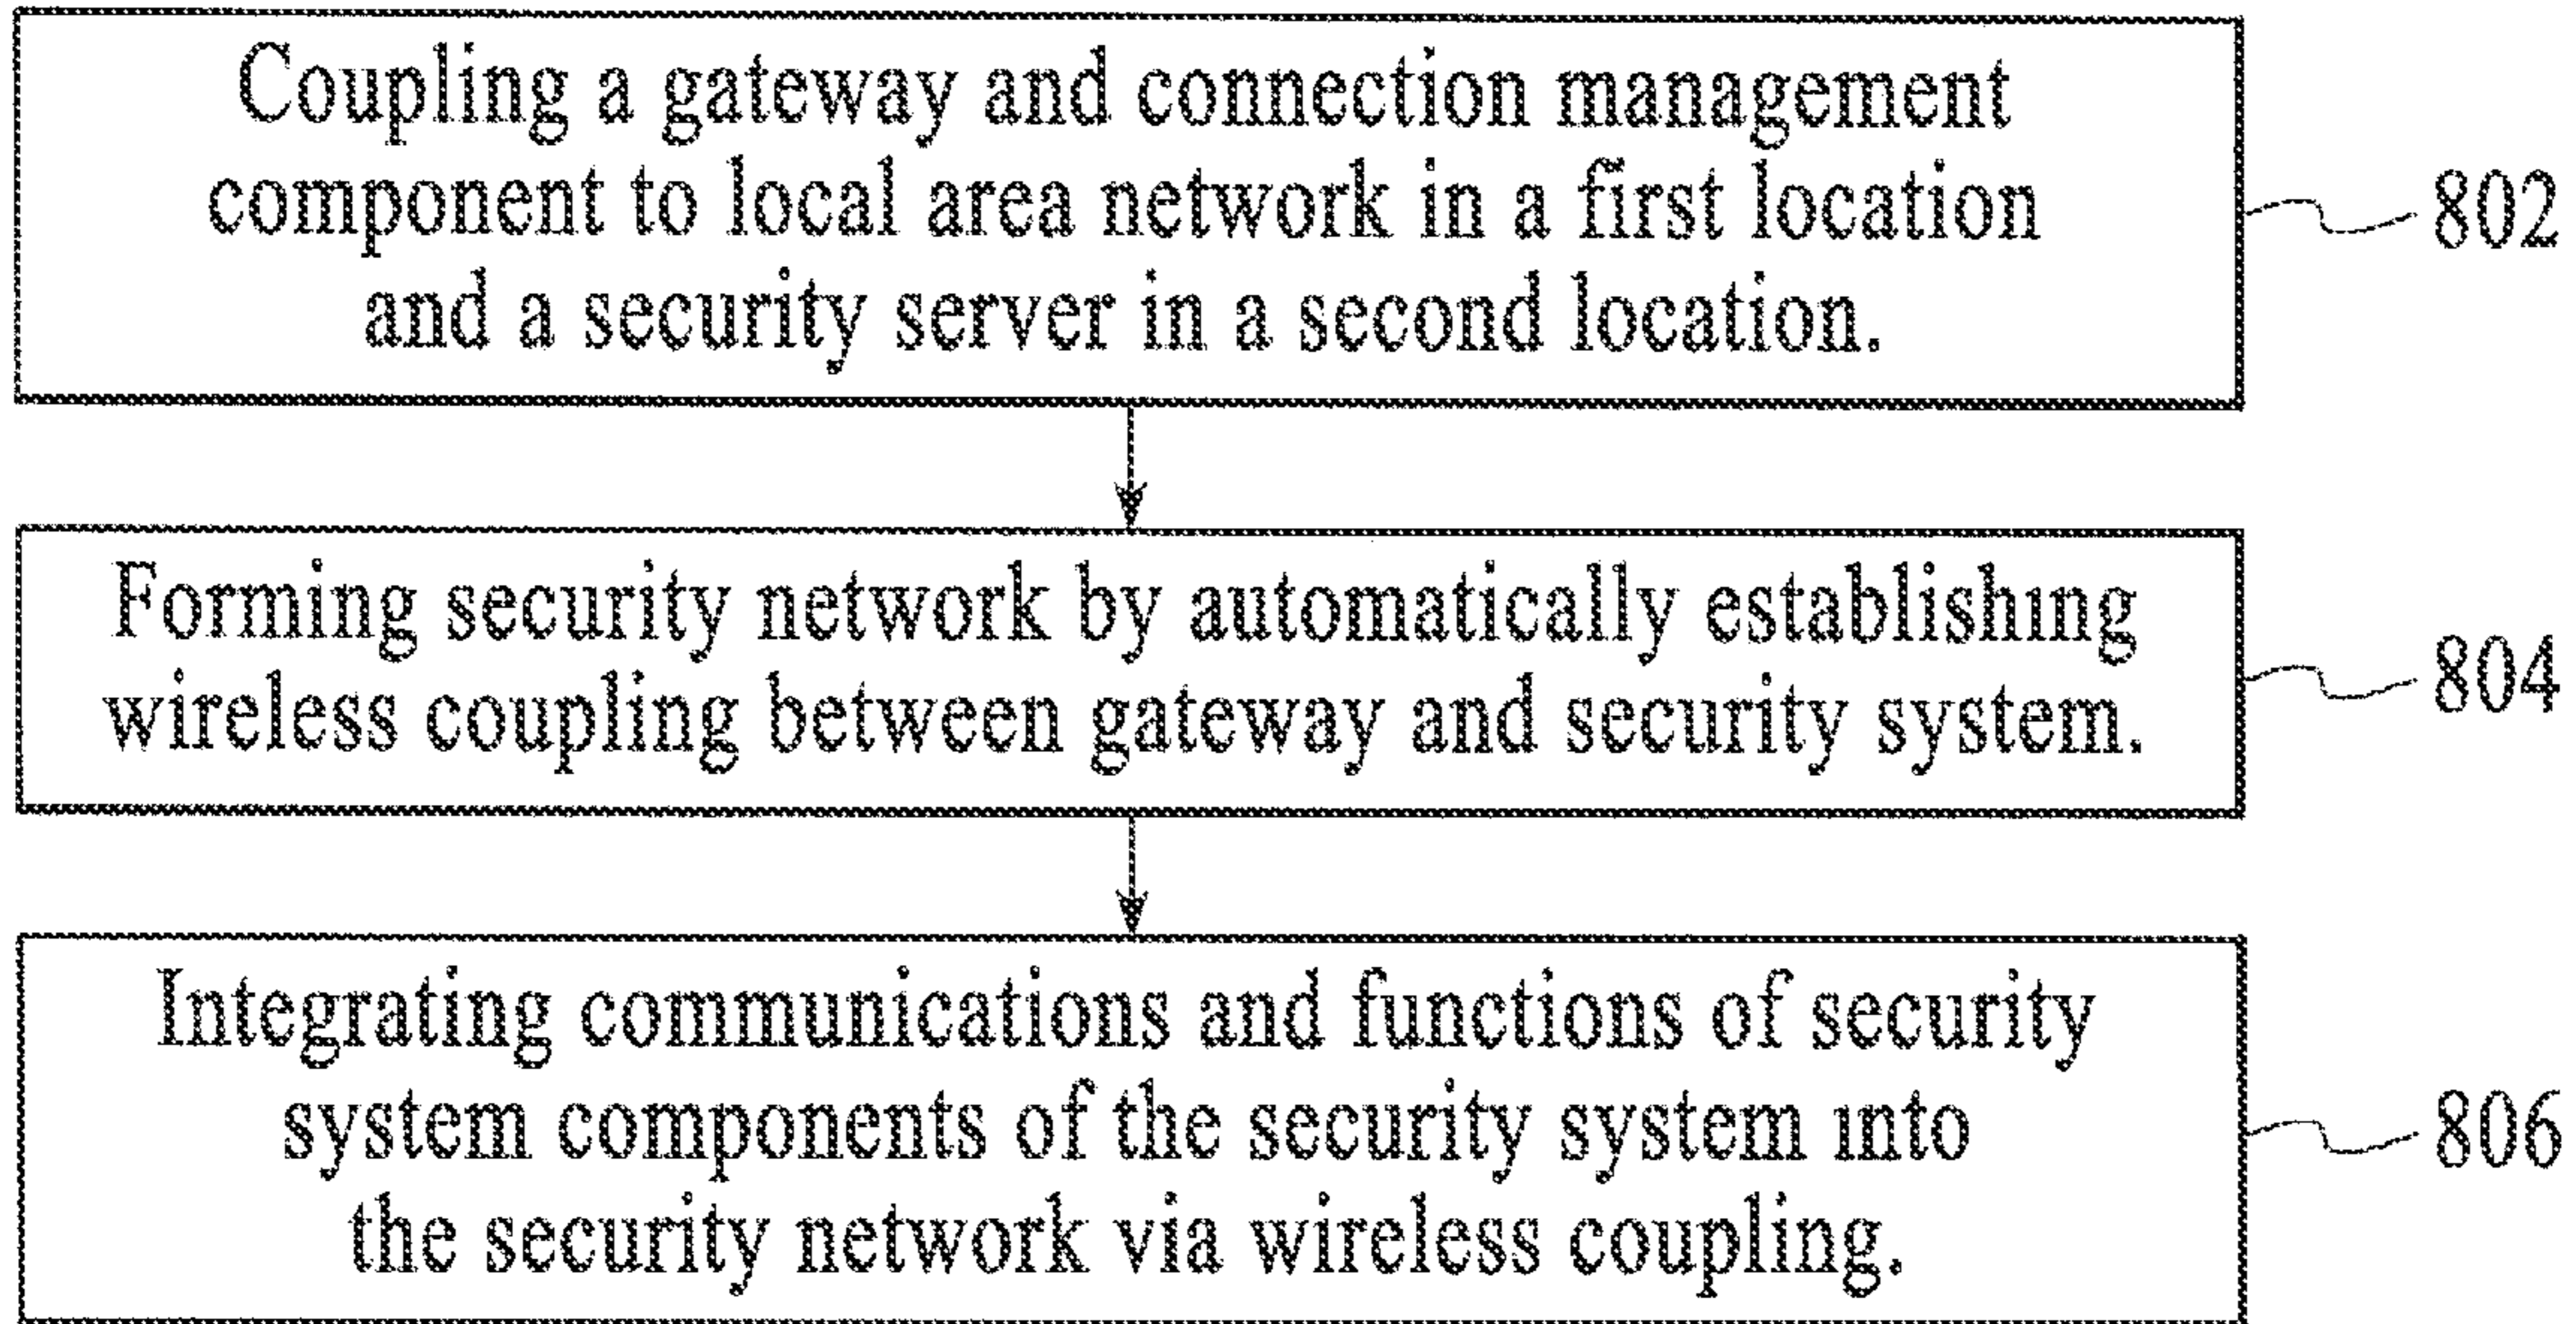 Coupling a gateway and connection management
component to local area network in a first location
and a security server in a second location.
802
Forming security network by automatically establishing
wireless coupling between gateway and security system.
804
Integrating communications and functions of security
system components of the security system into
the security network via wireless coupling.
806